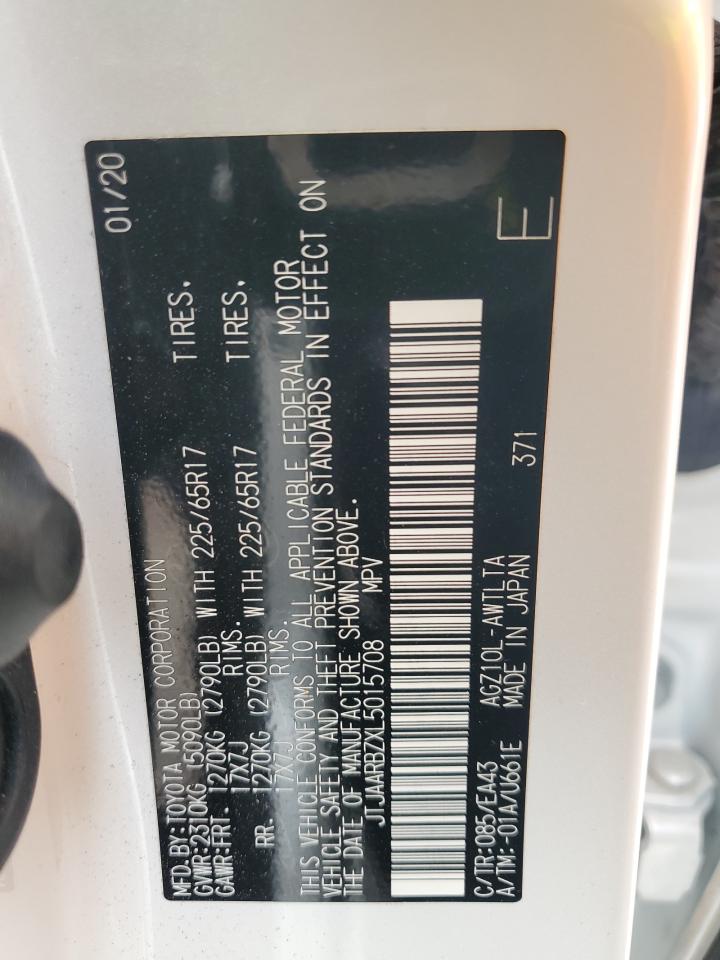 MFD.BY:TOYOTA MOTOR CORPORATION 01/20
GVWR:2310KG (5090LB)
GAWR:FRT. 1270KG (2790LB) WITH 225/65R17 TIRES.
17X7J RIMS.
RR. 1270KG (2790LB) WITH 225/65R17 TIRES.
17X7J RIMS.
THIS VEHICLE CONFORMS TO ALL APPLICABLE FEDERAL MOTOR
VEHICLE SAFETY AND THEFT PREVENTION STANDARDS IN EFFECT ON
THE DATE OF MANUFACTURE SHOWN ABOVE.
JTJAARBZXL5015708 MPV
C/TR:085/EA43 AGZ10L-AWTLTA 371
A/TM:-01A/U661E MADE IN JAPAN E